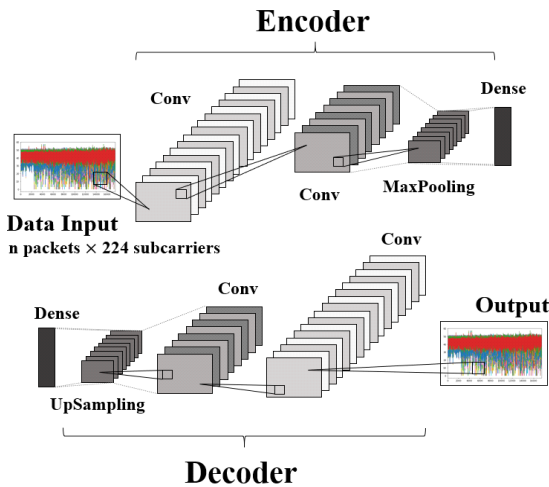 Encoder
Conv
Dense
Conv
MaxPooling
Data Input
n packets × 224 subcarriers
Conv
Dense
Conv
Output
UpSampling
Decoder